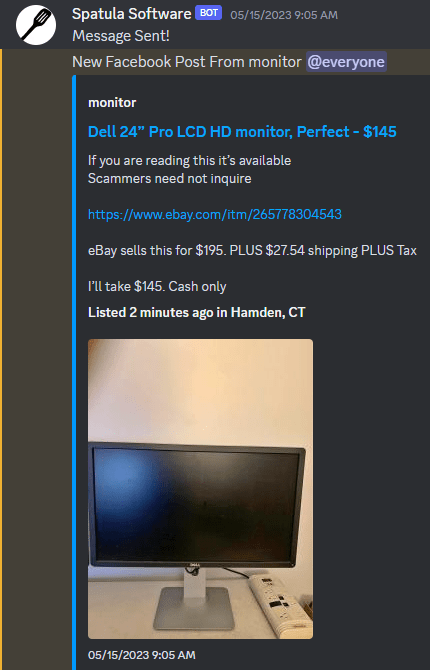 Spatula Software BOT 05/15/2023 9:05 AM
Message Sent!
New Facebook Post From monitor @everyone
monitor
Dell 24” Pro LCD HD monitor, Perfect - $145
If you are reading this it’s available
Scammers need not inquire
https://www.ebay.com/itm/265778304543
eBay sells this for $195. PLUS $27.54 shipping PLUS Tax
I’ll take $145. Cash only
Listed 2 minutes ago in Hamden, CT
DELL
05/15/2023 9:05 AM